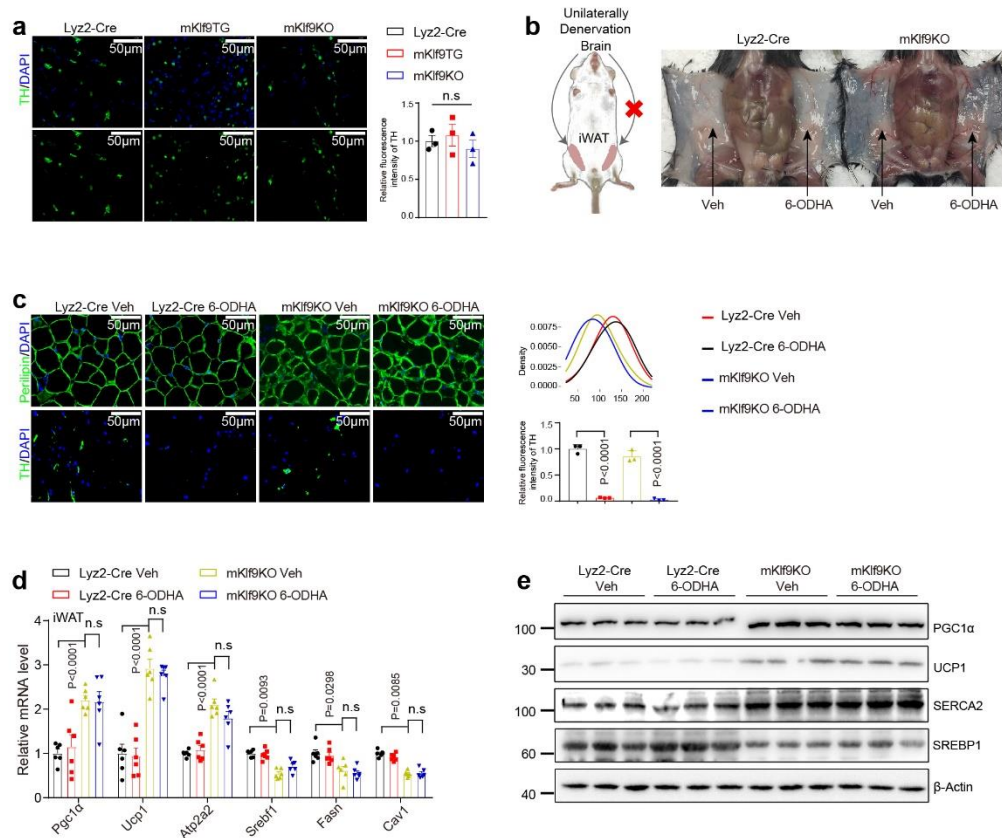 a
Lyz2-Cre mKlf9TG mKlf9KO
50μm 50μm 50μm
TH/DAPI
50μm 50μm 50μm
Lyz2-Cre
mKlf9TG
mKlf9KO
n.s
Relative fluorescence
intensity of TH
1.5
1.0
0.5
0.0
b
Unilaterally
Denervation
Brain
iWAT
Lyz2-Cre mKlf9KO
Veh 6-ODHA Veh 6-ODHA
c
Lyz2-Cre Veh Lyz2-Cre 6-ODHA mKlf9KO Veh mKlf9KO 6-ODHA
50μm 50μm 50μm 50μm
Perilipin/DAPI
50μm 50μm 50μm 50μm
TH/DAPI
Density
0.0075
0.0050
0.0025
0.0000
50 100 150 200
Lyz2-Cre Veh
Lyz2-Cre 6-ODHA
mKlf9KO Veh
mKlf9KO 6-ODHA
Relative fluorescence
intensity of TH
1.5
1.0
0.5
0.0
P<0.0001 P<0.0001
d
Lyz2-Cre Veh mKlf9KO Veh
Lyz2-Cre 6-ODHA mKlf9KO 6-ODHA
iWAT
Relative mRNA level
4
3
2
1
0
P<0.0001 n.s P<0.0001 n.s P<0.0001 n.s P=0.0093 n.s P=0.0298 n.s P=0.0085 n.s
Pgc1α Ucp1 Atp2a2 Srebf1 Fasn Cav1
e
Lyz2-Cre Lyz2-Cre mKlf9KO mKlf9KO
Veh 6-ODHA Veh 6-ODHA
100 PGC1α
30 UCP1
100 SERCA2
60 SREBP1
40 β-Actin